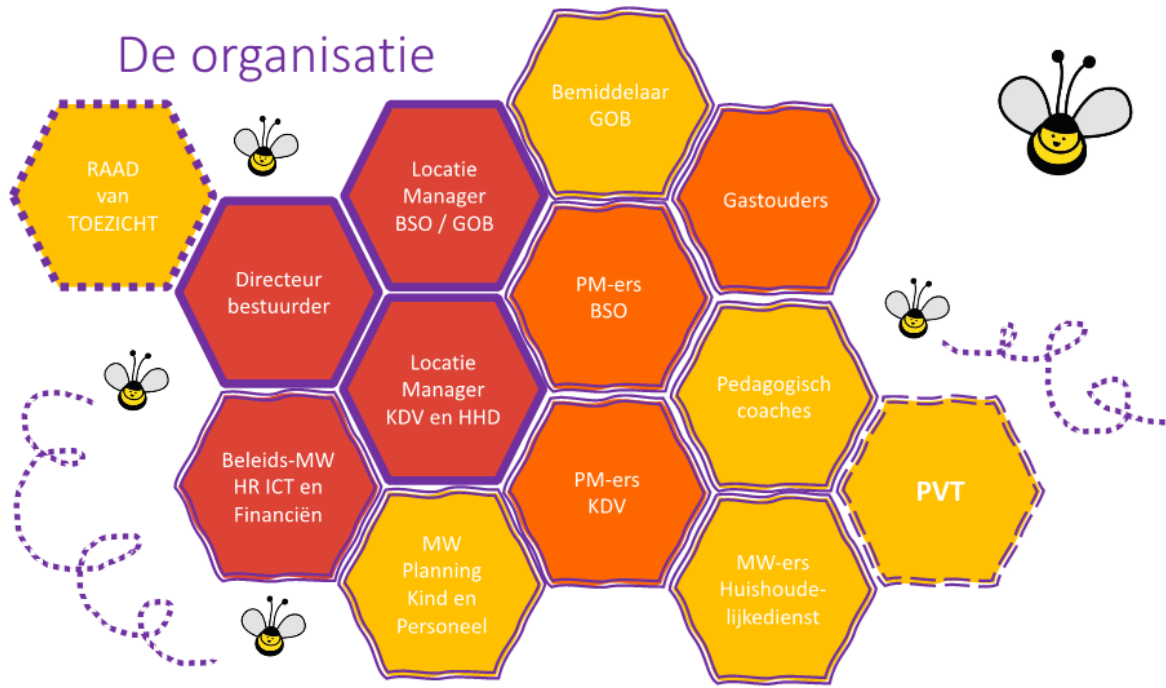 De organisatie
RAAD
van
TOEZICHT
Directeur
bestuurder
Beleids-MW
HR ICT en
Financiën
Locatie
Manager
BSO / GOB
Locatie
Manager
KDV en HHD
MW
Planning
Kind en
Personeel
Bemiddelaar
GOB
PM-ers
BSO
PM-ers
KDV
Gastouders
Pedagogisch
coaches
MW-ers
Huishoude-
lijkedienst
PVT